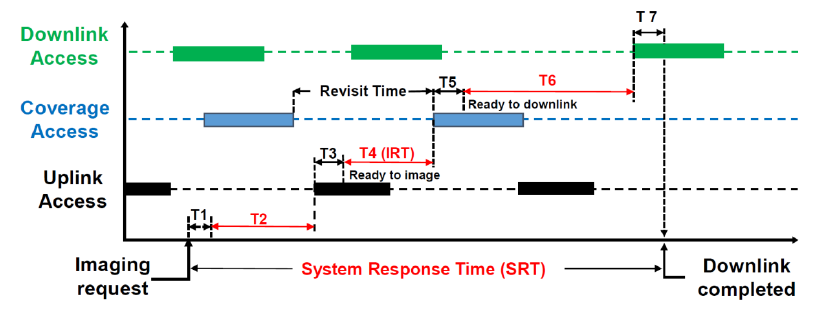 T 7
Downlink
Access
T5
T6
Revisit Time
Ready to downlink
Coverage
Access
T3
T4 (IRT)
Ready to image
Uplink
Access
T1
T2
Imaging
request
System Response Time (SRT)
Downlink
completed